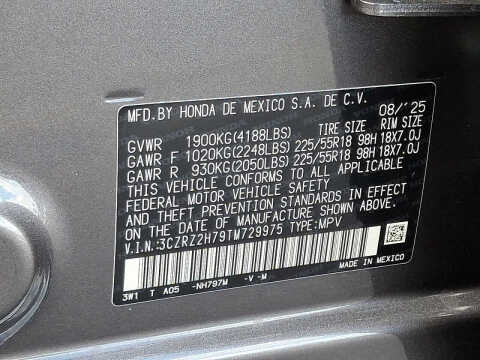 MFD.BY HONDA DE MEXICO S.A. DE C.V. 08/'25
TIRE SIZE RIM SIZE
GVWR 1900KG(4188LBS)
GAWR F 1020KG(2248LBS) 225/55R18 98H 18X7.0J
GAWR R 930KG(2050LBS) 225/55R18 98H 18X7.0J
THIS VEHICLE CONFORMS TO ALL APPLICABLE
FEDERAL MOTOR VEHICLE SAFETY
AND THEFT PREVENTION STANDARDS IN EFFECT
ON THE DATE OF MANUFACTURE SHOWN ABOVE.
V.I.N:3CZRZ2H79TM729975 TYPE:MPV
MADE IN MEXICO
3W1 T A05 -NH797M -V -M